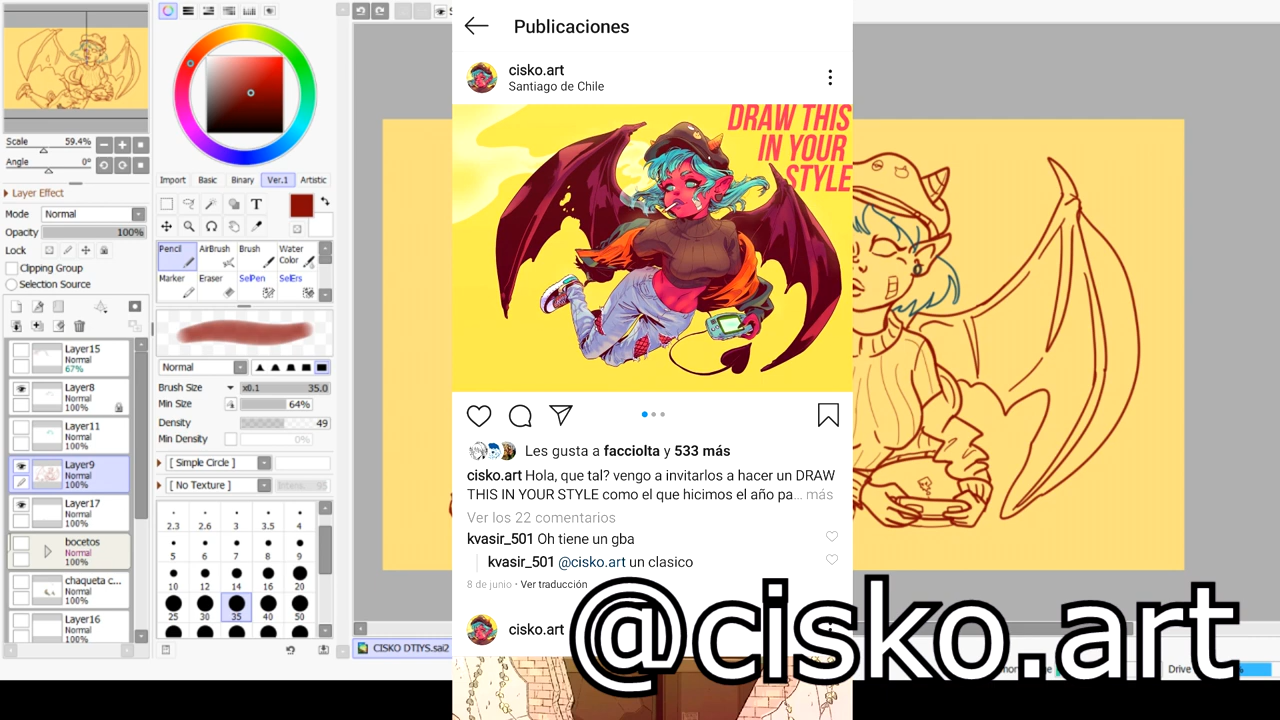 Publicaciones
cisko.art
Santiago de Chile
DRAW THIS
IN YOUR
STYLE
Les gusta a facciolta y 533 más
cisko.art Hola, que tal? vengo a invitarlos a hacer un DRAW
THIS IN YOUR STYLE como el que hicimos el año pa... más
Ver los 22 comentarios
kvasir_501 Oh tiene un gba
kvasir_501 @cisko.art un clasico
8 de junio • Ver traducción
cisko.art
@cisko.art
Scale 59.4%
Angle 0°
Layer Effect
Mode Normal
Opacity 100%
Lock
Clipping Group
Selection Source
Layer15
Normal
67%
Layer8
Normal
100%
Layer11
Normal
100%
Layer9
Normal
100%
Layer17
Normal
100%
bocetos
Normal
100%
chaqueta c...
Normal
100%
Layer16
Normal
100%
Import Basic Binary Ver.1 Artistic
T
Pencil AirBrush Brush Water
Color
Marker Eraser SelPen SelErs
Normal
Brush Size x0.1 35.0
Min Size 64%
Density 49
Min Density 0%
[ Simple Circle ]
[ No Texture ] 95
2.3 2.6 3 3.5 4
5 6 7 8 9
10 12 14 16 20
25 30 35 40 50
CISKO DTIYS.sai2
Drive